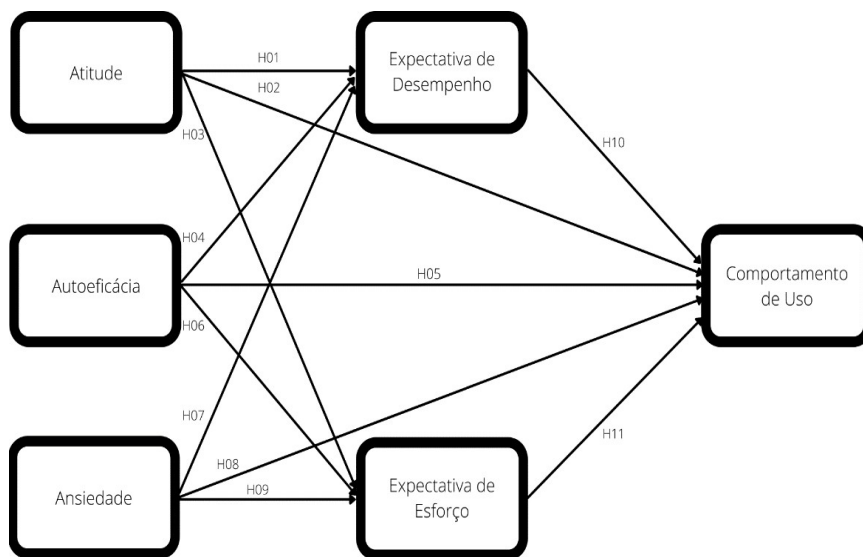 Atitude
H01
Expectativa de
Desempenho
H02
H03
H10
H04
Autoeficácia
H05
Comportamento
de Uso
H06
H07
H08
H11
Ansiedade
H09
Expectativa de
Esforço